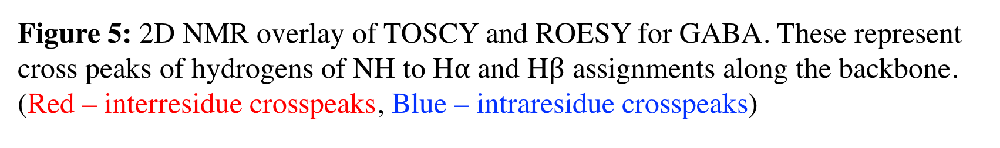 Figure 5: 2D NMR overlay of TOSCY and ROESY for GABA. These represent
cross peaks of hydrogens of NH to Hα and Hβ assignments along the backbone.
(Red – interresidue crosspeaks, Blue – intraresidue crosspeaks)